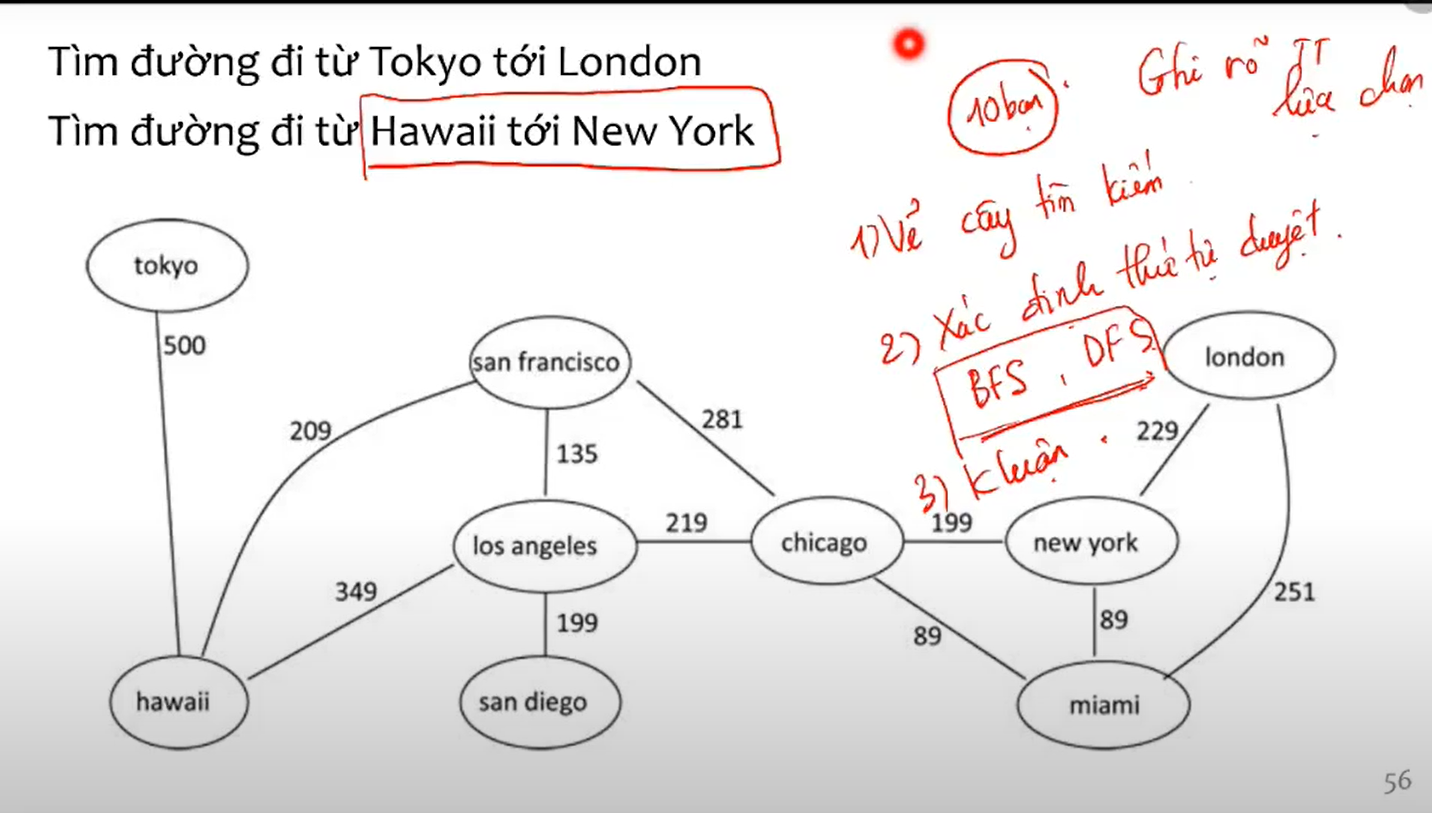 Tìm đường đi từ Tokyo tới London
Tìm đường đi từ Hawaii tới New York
10 bạn
Ghi rõ TT
lựa chọn
1) Vẽ cây tìm kiếm
2) Xác định thứ tự duyệt.
BFS, DFS
3) K luận.
tokyo
500
san francisco
london
209
281
229
135
los angeles
219
chicago
199
new york
349
199
89
89
251
hawaii
san diego
miami
56